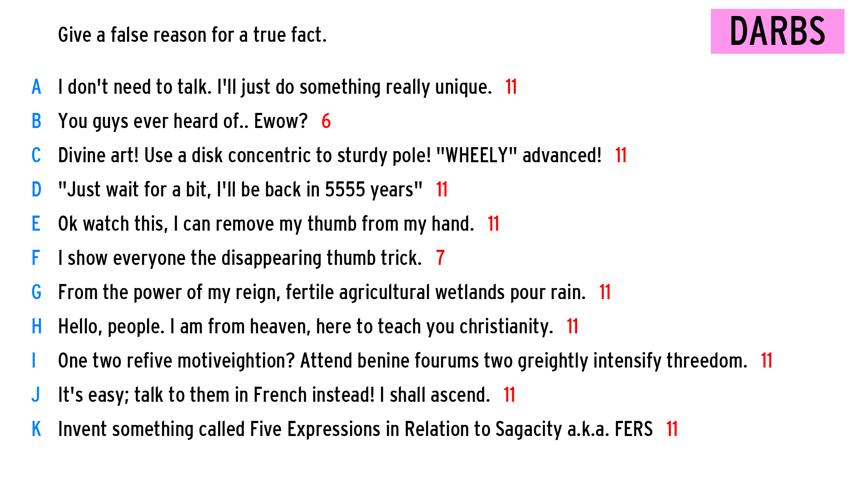 Give a false reason for a true fact.
DARBS
A I don't need to talk. I'll just do something really unique. 11
B You guys ever heard of.. Ewow? 6
C Divine art! Use a disk concentric to sturdy pole! "WHEELY" advanced! 11
D "Just wait for a bit, I'll be back in 5555 years" 11
E Ok watch this, I can remove my thumb from my hand. 11
F I show everyone the disappearing thumb trick. 7
G From the power of my reign, fertile agricultural wetlands pour rain. 11
H Hello, people. I am from heaven, here to teach you christianity. 11
I One two refive motiveightion? Attend benine fourums two greightly intensify threedom. 11
J It's easy; talk to them in French instead! I shall ascend. 11
K Invent something called Five Expressions in Relation to Sagacity a.k.a. FERS 11